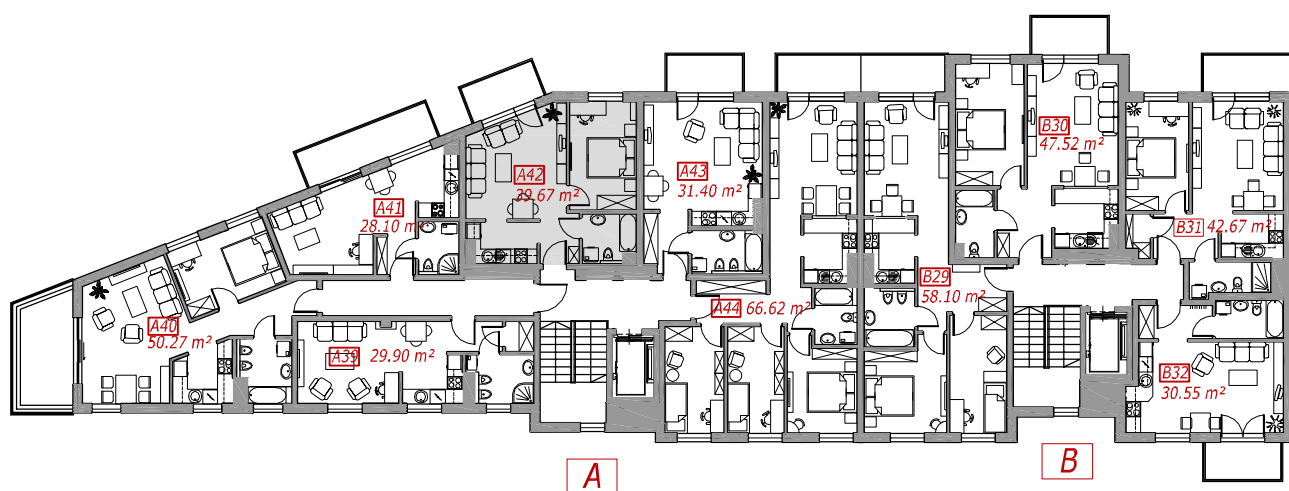 B30
47.52 m²
A42
39.67 m²
A43
31.40 m²
A41
28.10 m²
B31 42.67 m²
B29
58.10 m²
A44 66.62 m²
A40
50.27 m²
A39 29.90 m²
B32
30.55 m²
A
B